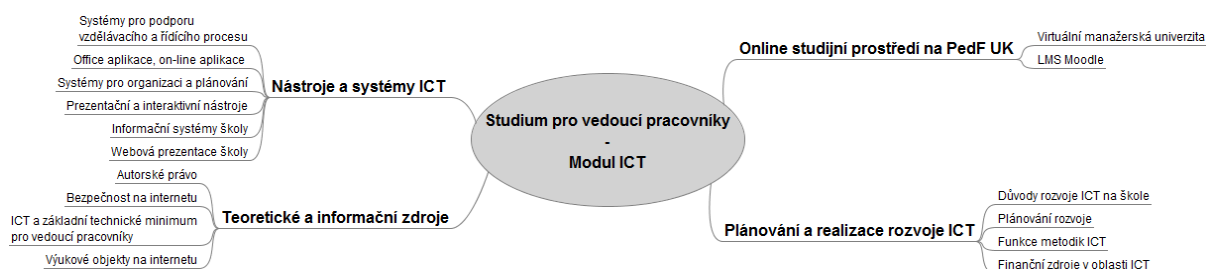 Systémy pro podporu
vzdělávacího a řídícího procesu
Office aplikace, on-line aplikace
Systémy pro organizaci a plánování
Prezentační a interaktivní nástroje
Informační systémy školy
Webová prezentace školy
Nástroje a systémy ICT
Autorské právo
Bezpečnost na internetu
ICT a základní technické minimum
pro vedoucí pracovníky
Výukové objekty na internetu
Teoretické a informační zdroje
Studium pro vedoucí pracovníky
-
Modul ICT
Online studijní prostředí na PedF UK
Virtuální manažerská univerzita
LMS Moodle
Plánování a realizace rozvoje ICT
Důvody rozvoje ICT na škole
Plánování rozvoje
Funkce metodik ICT
Finanční zdroje v oblasti ICT